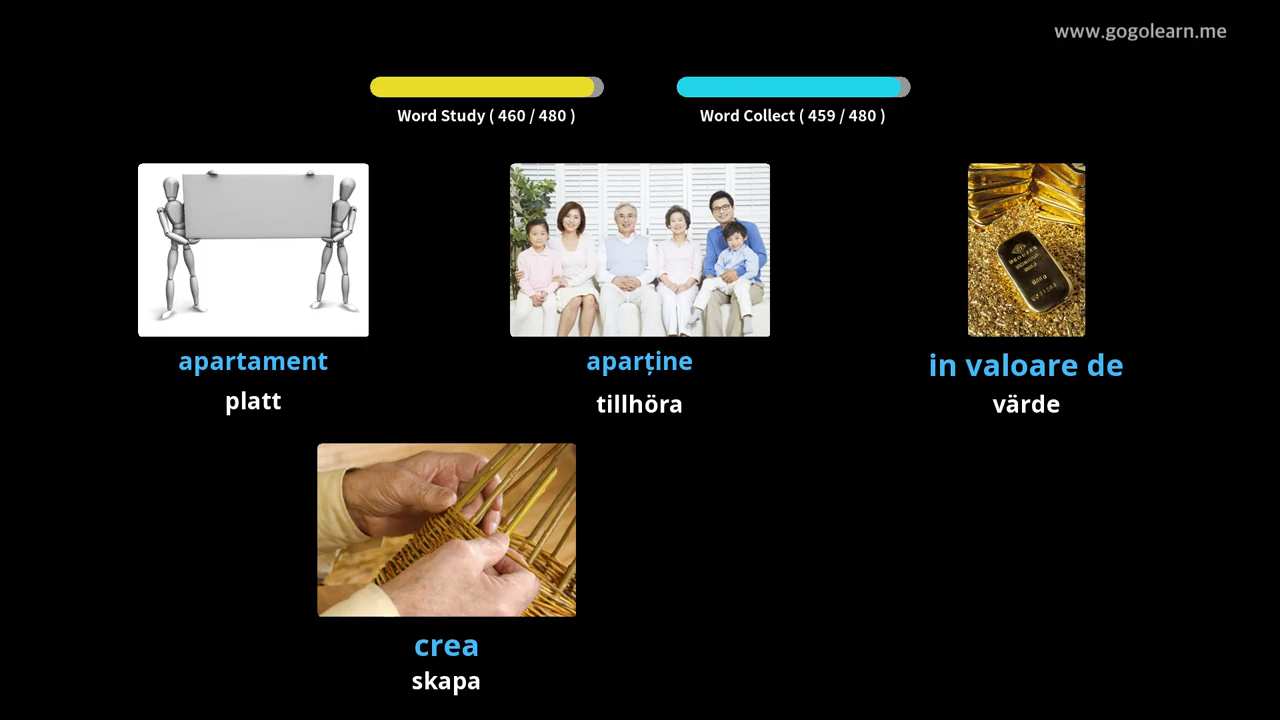 www.gogolearn.me
Word Study ( 460 / 480 )
Word Collect ( 459 / 480 )
apartament
platt
aparține
tillhöra
in valoare de
värde
crea
skapa